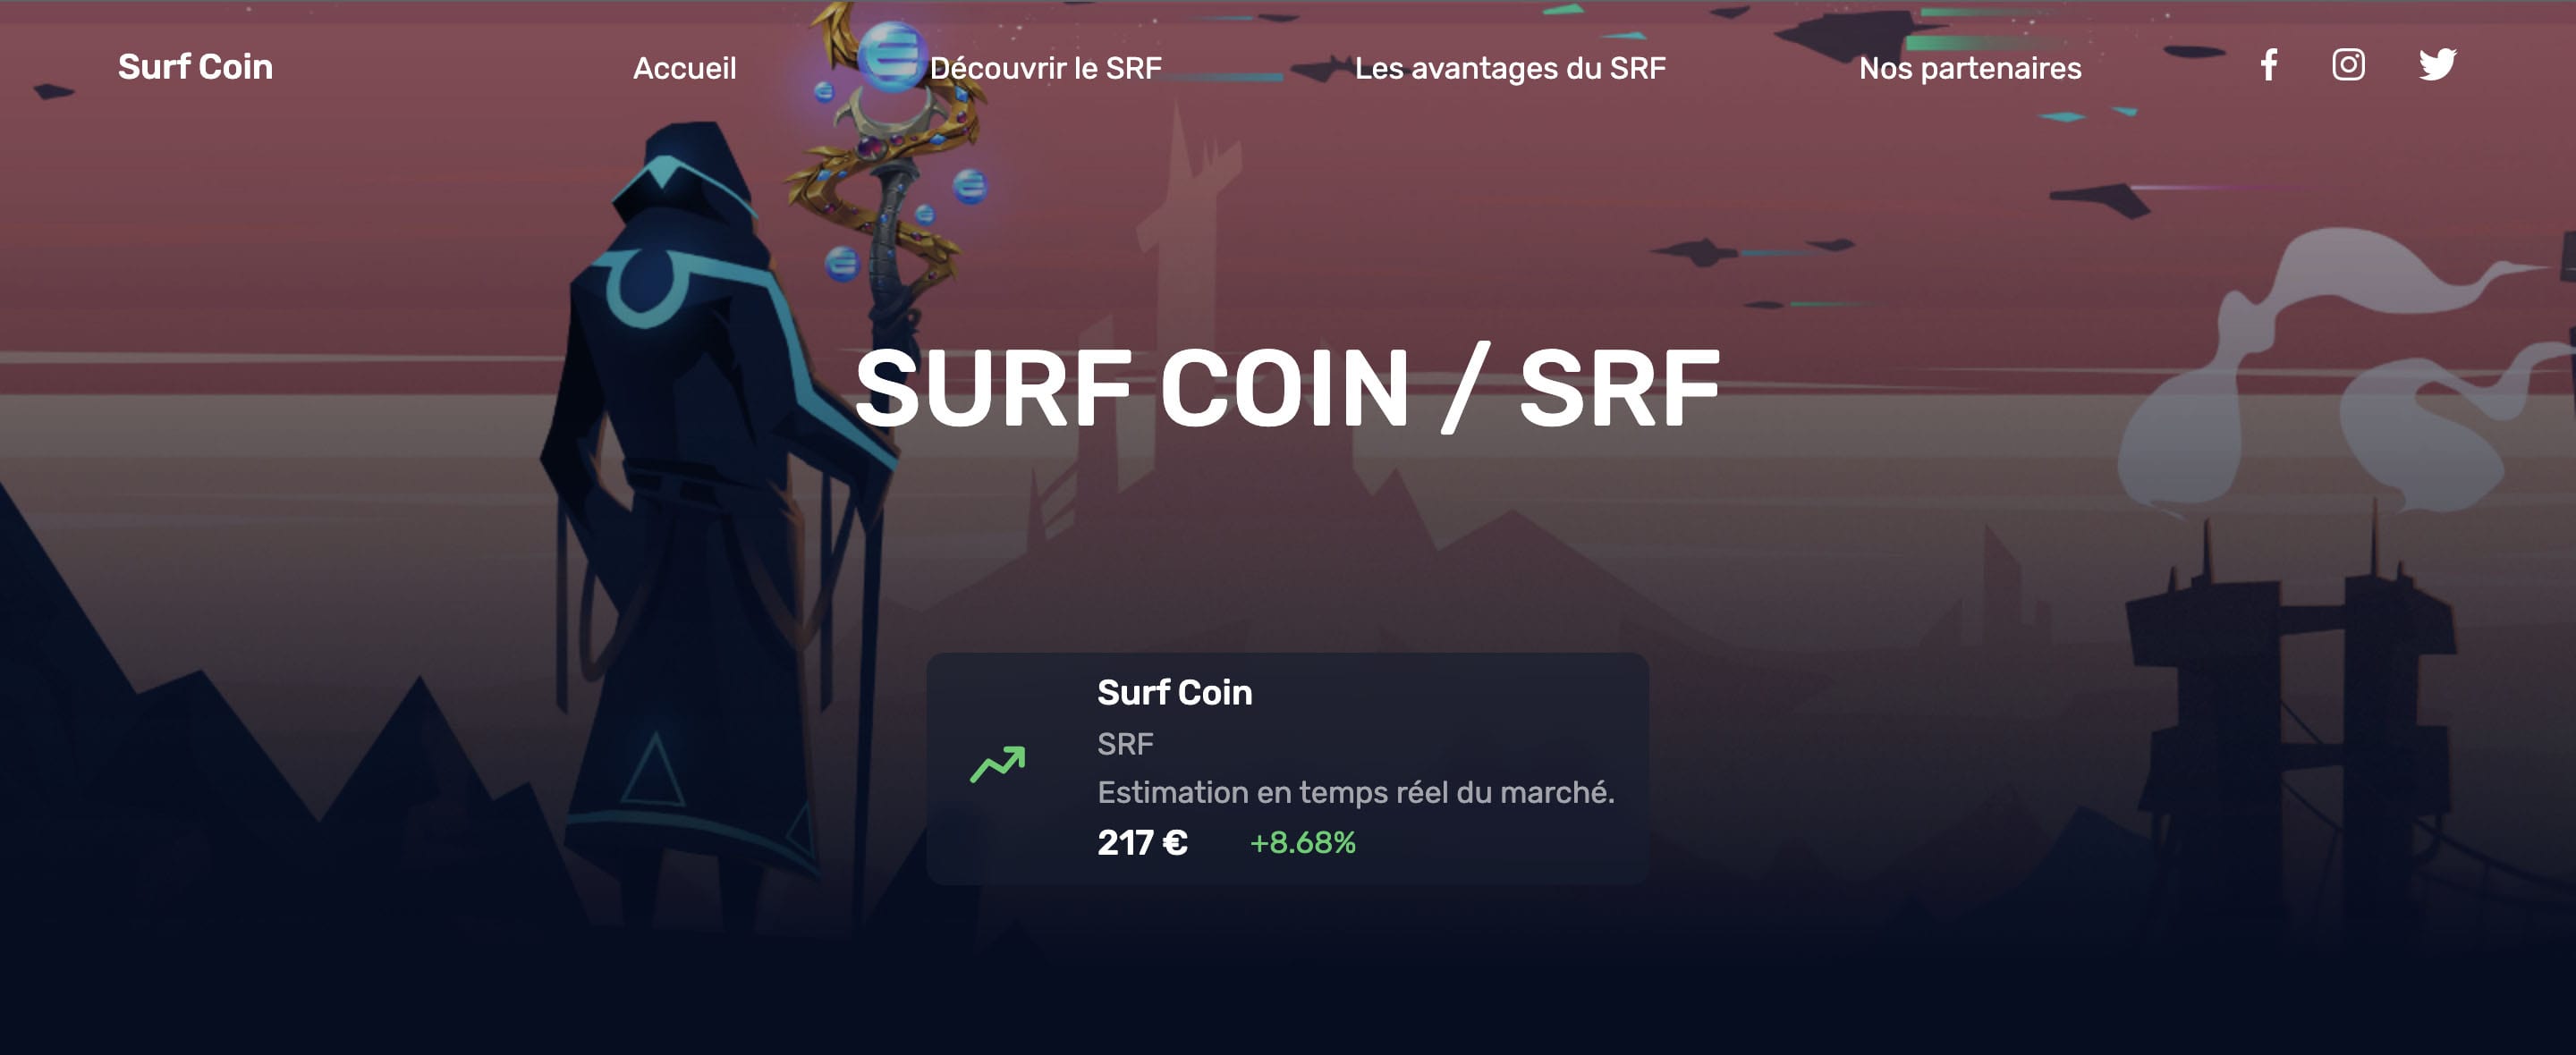 Surf Coin
Accueil
Découvrir le SRF
Les avantages du SRF
Nos partenaires
SURF COIN / SRF
Surf Coin
SRF
Estimation en temps réel du marché.
217 € +8.68%